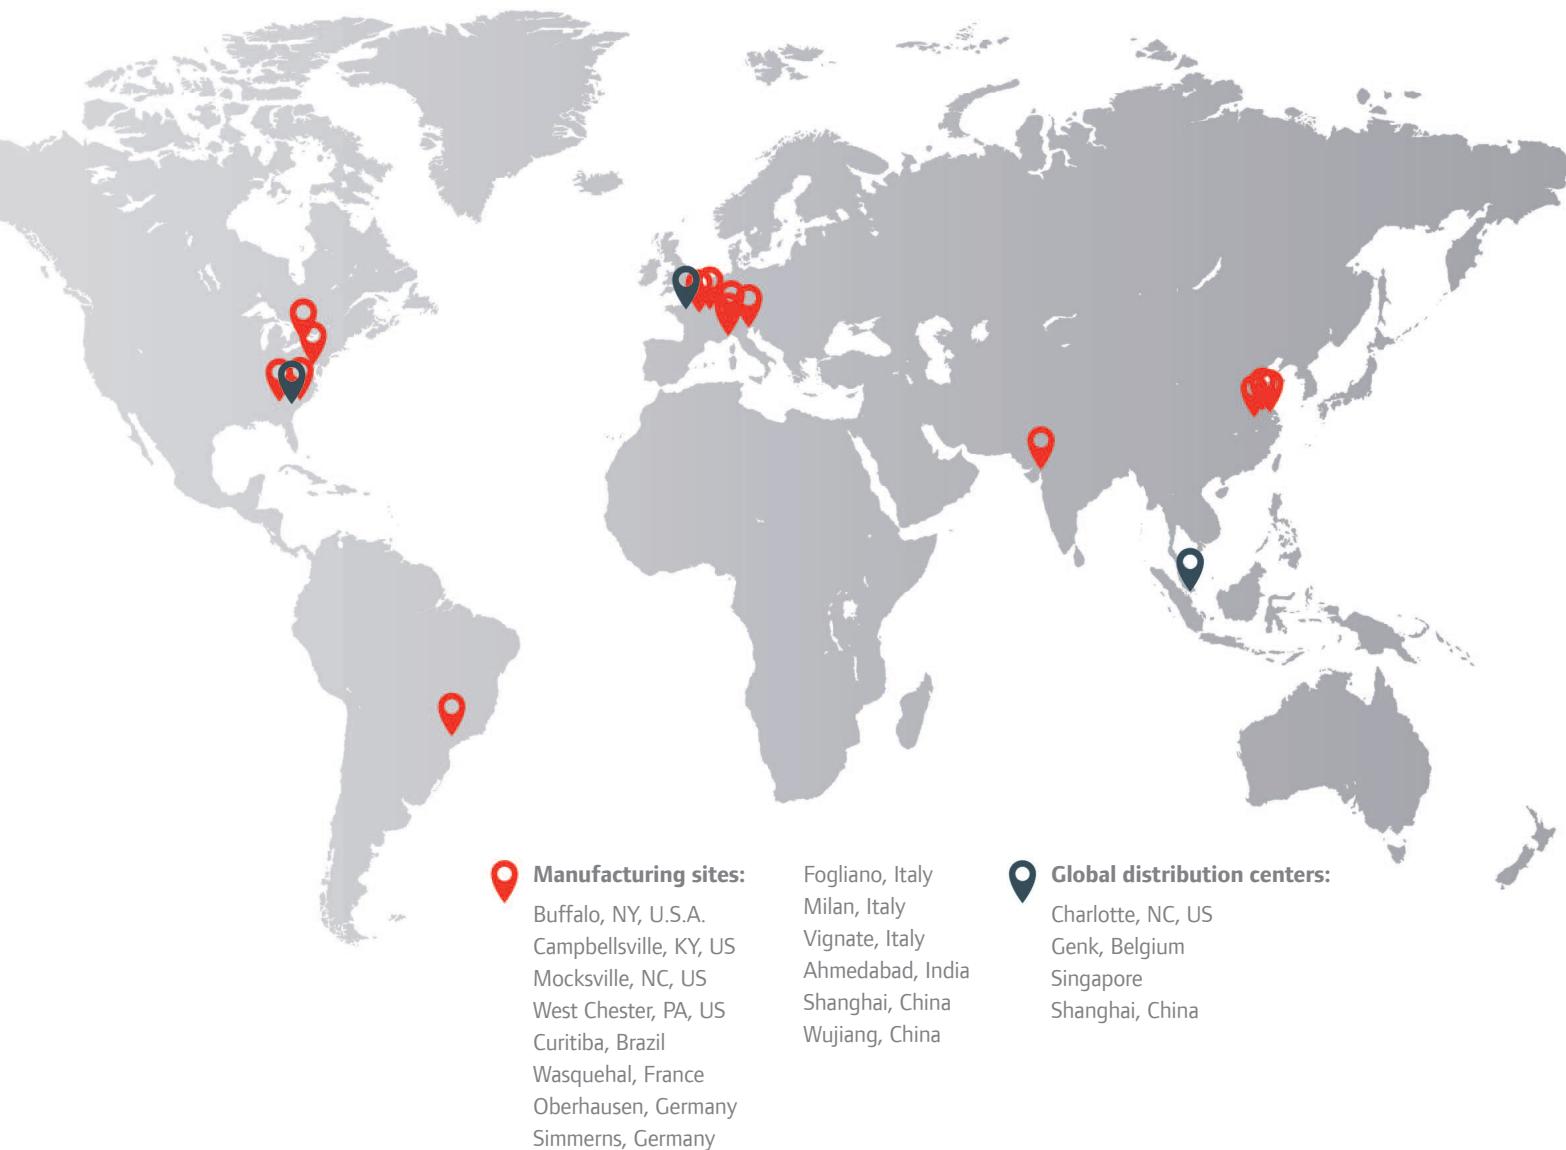 Manufacturing sites:
Buffalo, NY, U.S.A.
Campbellsville, KY, US
Mocksville, NC, US
West Chester, PA, US
Curitiba, Brazil
Wasquehal, France
Oberhausen, Germany
Simmerns, Germany
Fogliano, Italy
Milan, Italy
Vignate, Italy
Ahmedabad, India
Shanghai, China
Wujiang, China
Global distribution centers:
Charlotte, NC, US
Genk, Belgium
Singapore
Shanghai, China